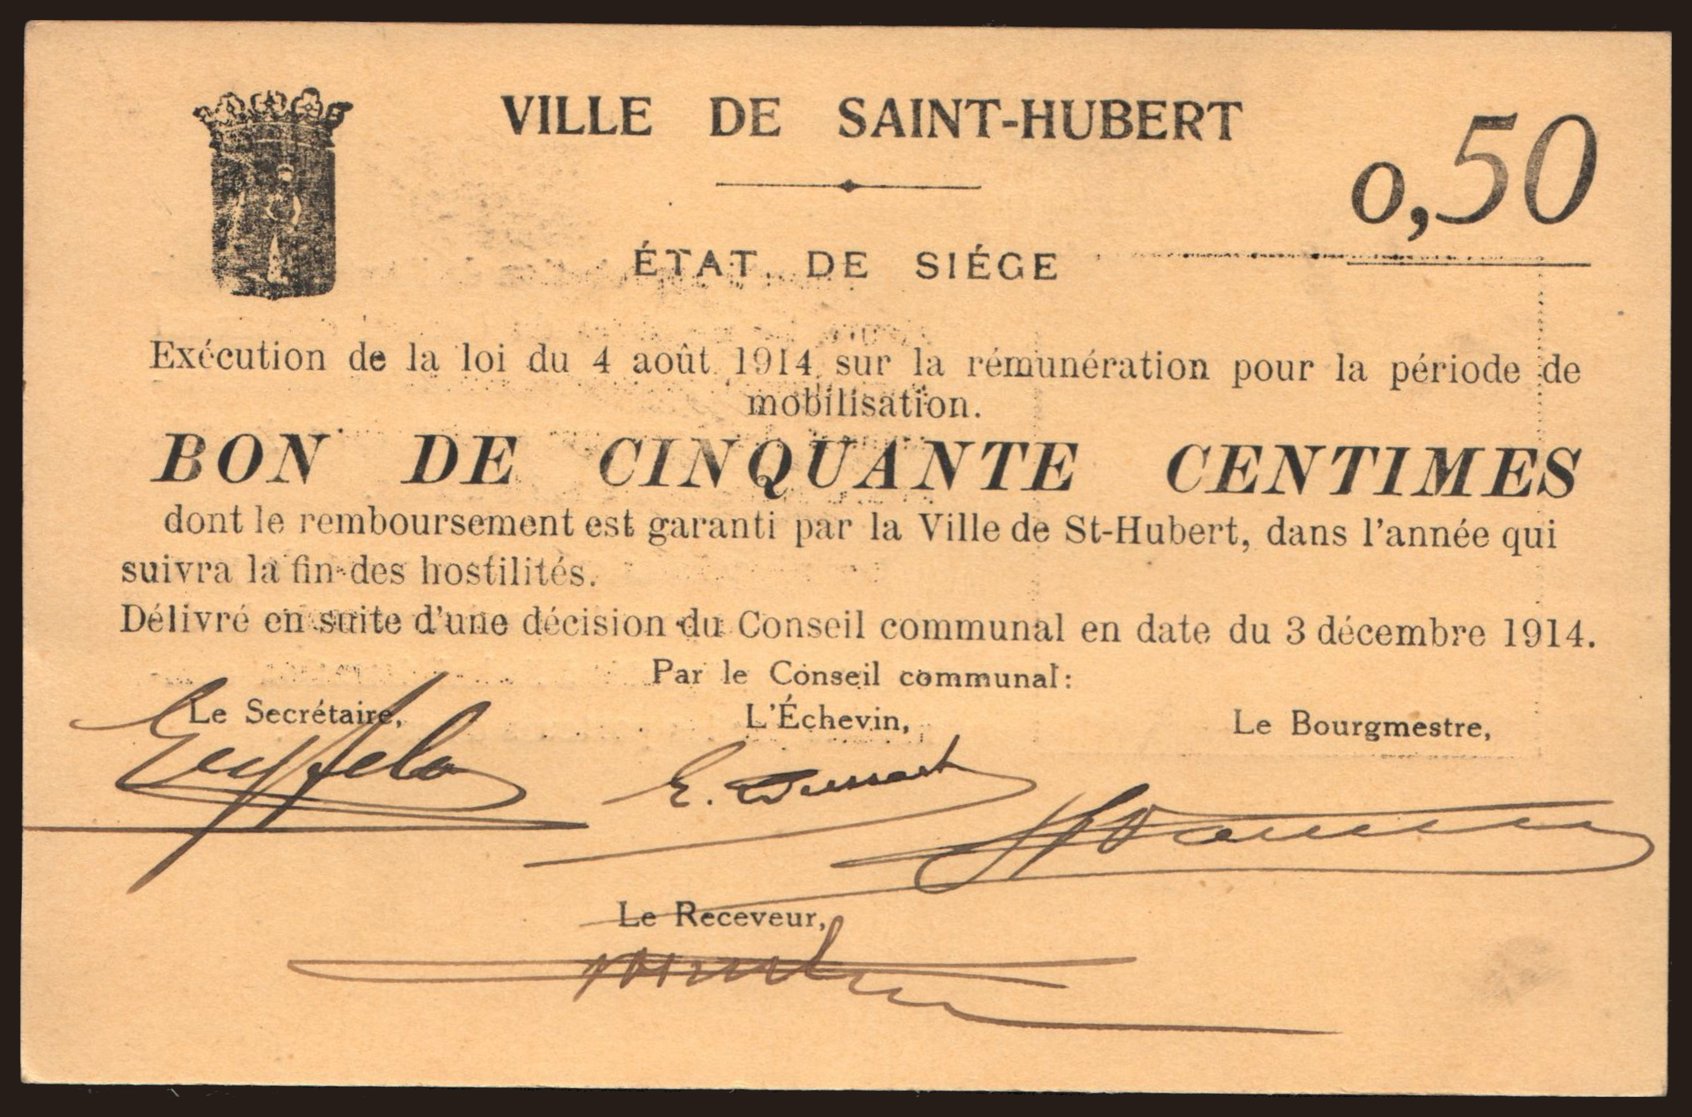 VILLE DE SAINT-HUBERT
0,50
ÉTAT DE SIÉGE
Exécution de la loi du 4 août 1914 sur la rémunération pour la période de
mobilisation.
BON DE CINQUANTE CENTIMES
dont le remboursement est garanti par la Ville de St-Hubert, dans l'année qui
suivra la fin des hostilités.
Délivré en suite d'une décision du Conseil communal en date du 3 décembre 1914.
Par le Conseil communal:
Le Secrétaire, L'Échevin, Le Bourgmestre,
E.
Le Receveur,